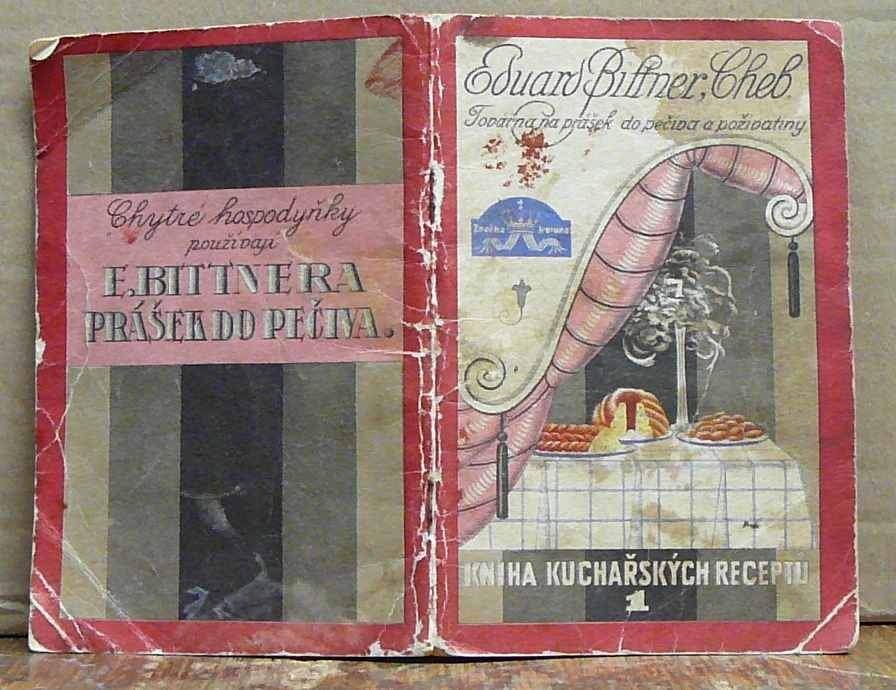 Chytré hospodyňky
používají
E. BITTNERA
PRÁŠEK DO PEČIVA.
Eduard Bittner, Cheb
Továrna na prášek do pečiva a poživatiny
Značka koruna
KNIHA KUCHAŘSKÝCH RECEPTŮ
1